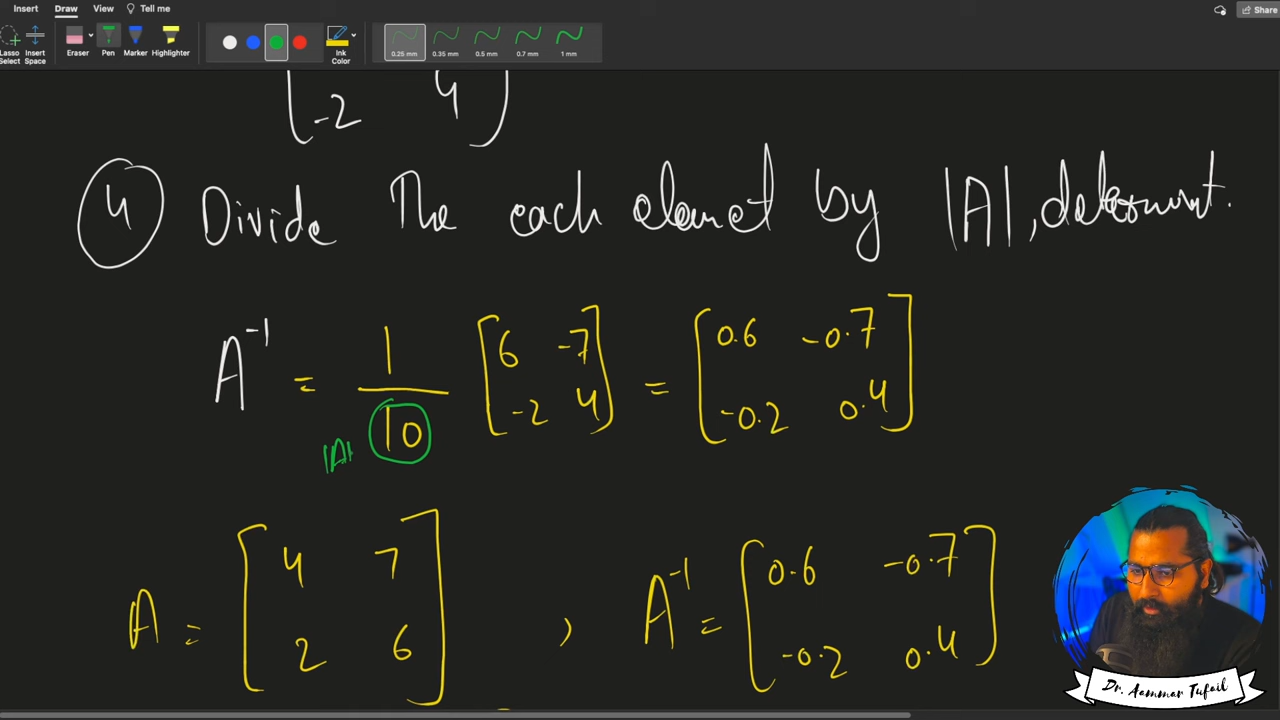 Insert Draw View Tell me
Share
Lasso Select
Insert Space
Eraser
Pen
Marker
Highlighter
Ink Color
0.25 mm
0.35 mm
0.5 mm
0.7 mm
1 mm
-2 4
4 Divide The each elemet by |A|, determint.
A^-1 = 1/10 [6 -7 = [0.6 -0.7
-2 4] -0.2 0.4]
|A|
A = [4 7 , A^-1 = [0.6 -0.7
2 6] -0.2 0.4]
Dr. Aammar Tufail